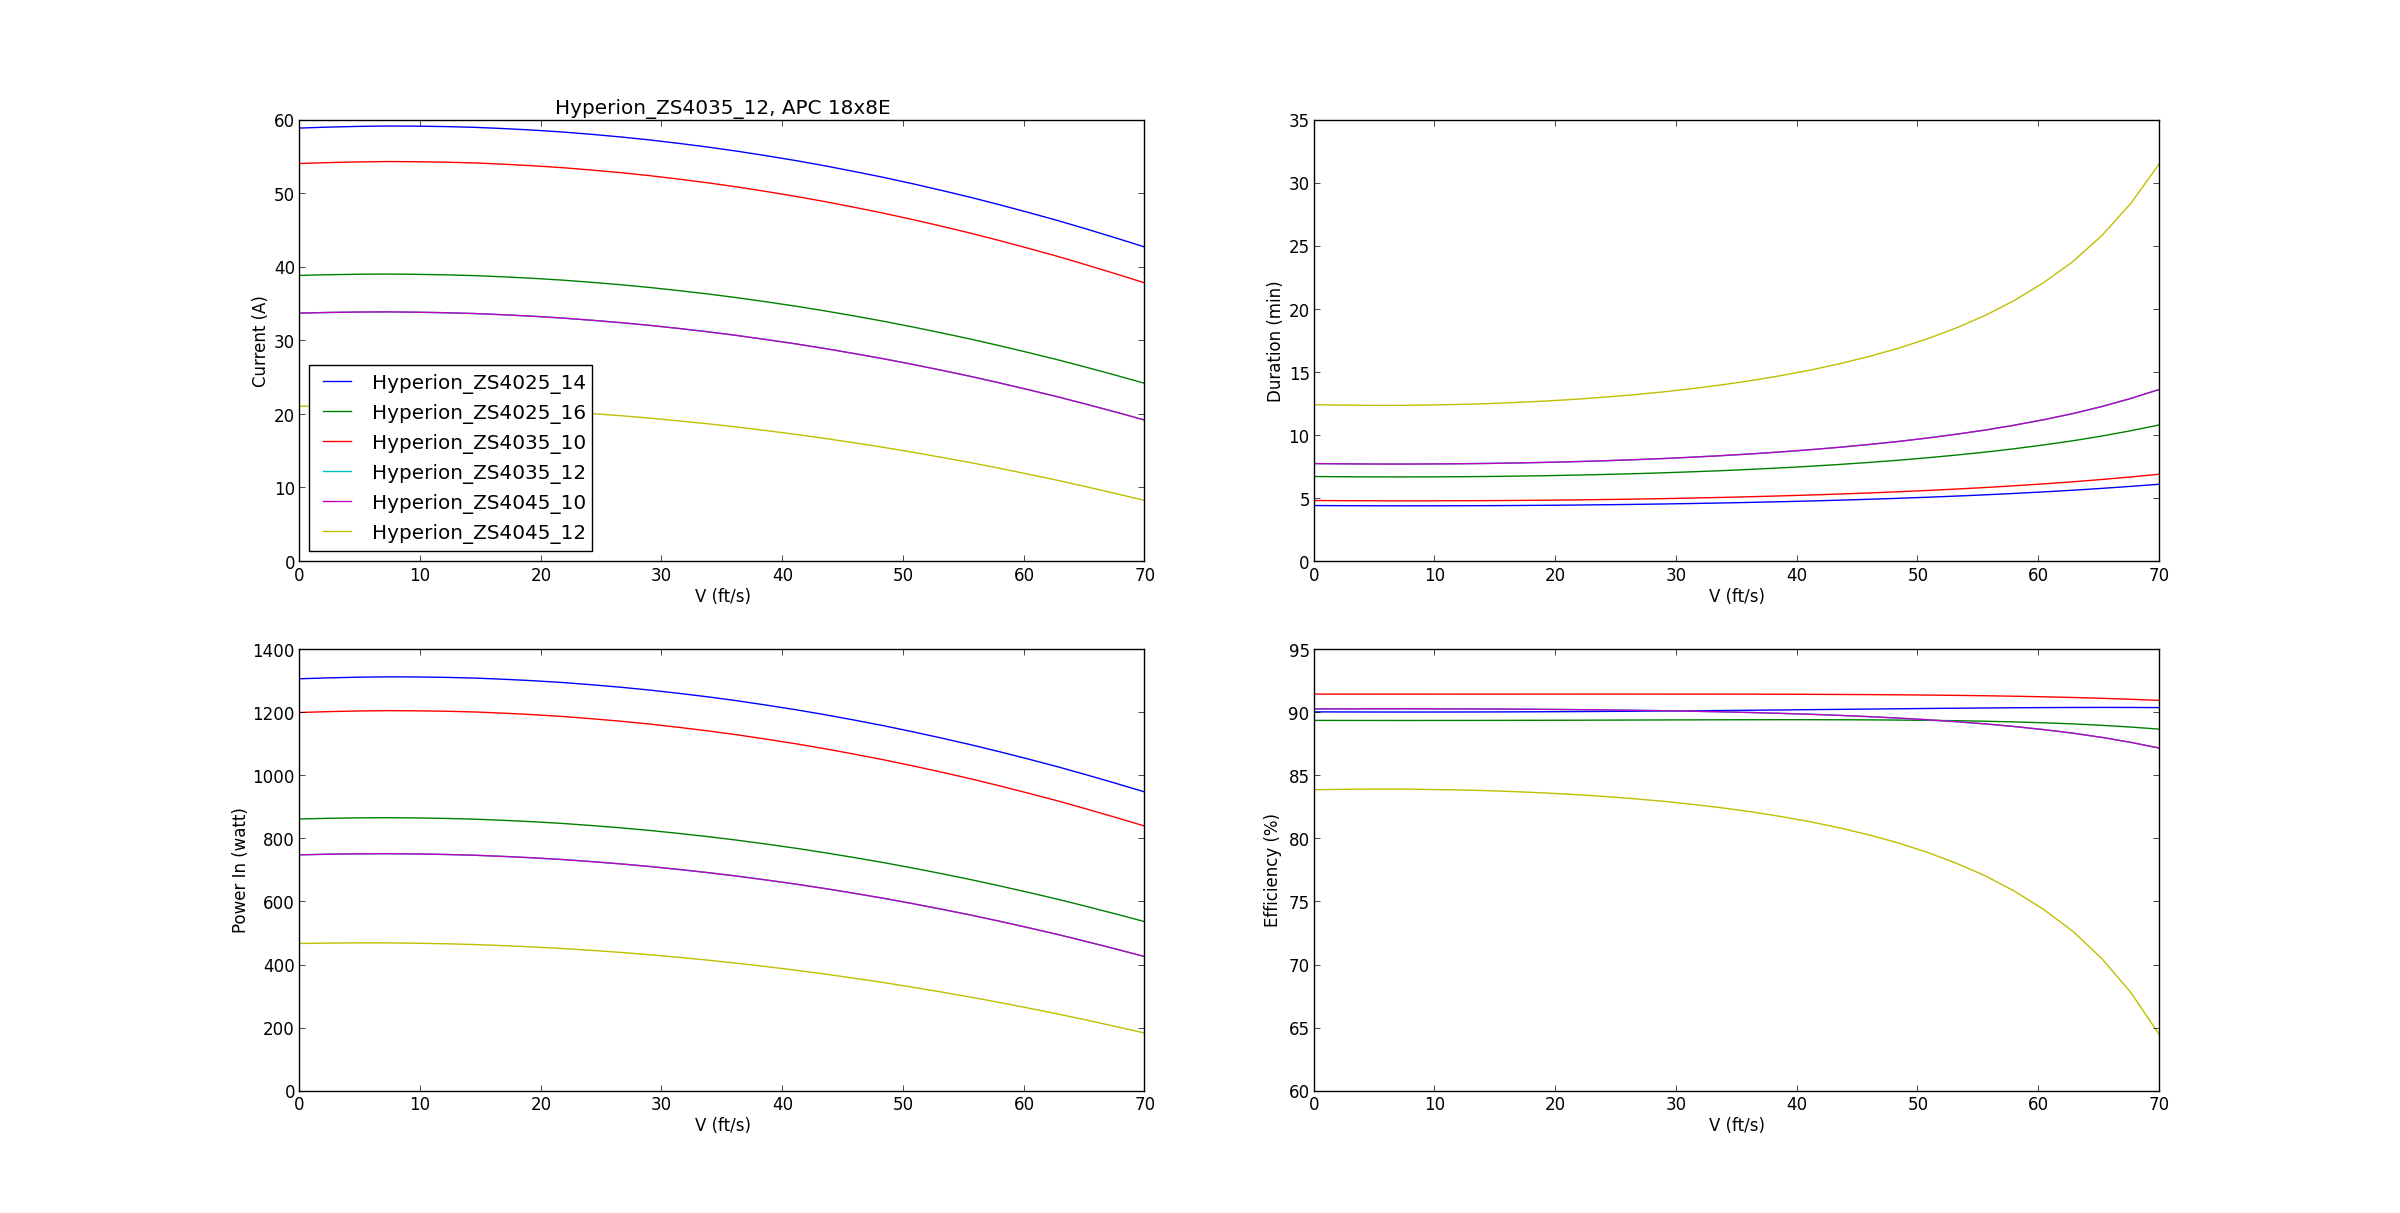 Hyperion_ZS4035_12, APC 18x8E
60
50
40
30
20
10
0
Current (A)
Hyperion_ZS4025_14
Hyperion_ZS4025_16
Hyperion_ZS4035_10
Hyperion_ZS4035_12
Hyperion_ZS4045_10
Hyperion_ZS4045_12
0 10 20 30 40 50 60 70
V (ft/s)
35
30
25
20
15
10
5
0
Duration (min)
0 10 20 30 40 50 60 70
V (ft/s)
1400
1200
1000
800
600
400
200
0
Power In (watt)
0 10 20 30 40 50 60 70
V (ft/s)
95
90
85
80
75
70
65
60
Efficiency (%)
0 10 20 30 40 50 60 70
V (ft/s)